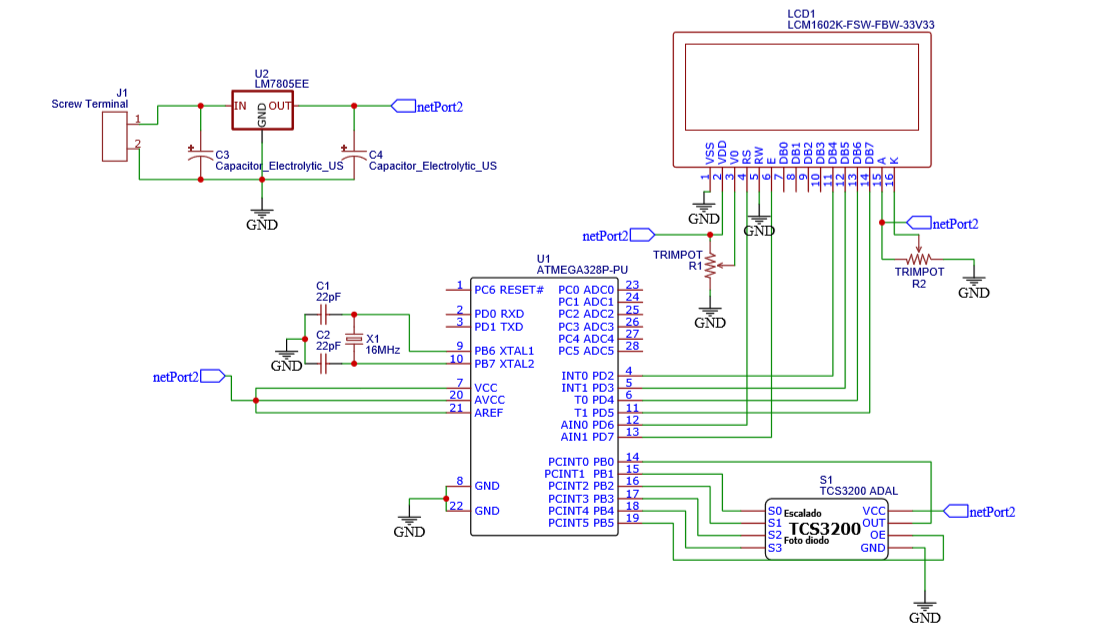 LCD1
LCM1602K-FSW-FBW-33V33
VSS
VDD
V0
RS
RW
E
DB0
DB1
DB2
DB3
DB4
DB5
DB6
DB7
A
K
1
2
3
4
5
6
7
8
9
10
11
12
13
14
15
16
J1
Screw Terminal
1
2
U2
LM7805EE
IN
GND
OUT
netPort2
+
C3
Capacitor_Electrolytic_US
+
C4
Capacitor_Electrolytic_US
GND
GND
GND
netPort2
TRIMPOT
R1
GND
netPort2
TRIMPOT
R2
GND
U1
ATMEGA328P-PU
1 PC6 RESET#
2 PD0 RXD
3 PD1 TXD
9 PB6 XTAL1
10 PB7 XTAL2
7 VCC
20 AVCC
21 AREF
8 GND
22 GND
PC0 ADC0 23
PC1 ADC1 24
PC2 ADC2 25
PC3 ADC3 26
PC4 ADC4 27
PC5 ADC5 28
INT0 PD2 4
INT1 PD3 5
T0 PD4 6
T1 PD5 11
AIN0 PD6 12
AIN1 PD7 13
PCINT0 PB0 14
PCINT1 PB1 15
PCINT2 PB2 16
PCINT3 PB3 17
PCINT4 PB4 18
PCINT5 PB5 19
C1
22pF
C2
22pF
X1
16MHz
GND
netPort2
GND
S1
TCS3200 ADAL
S0 Escalado VCC
S1 TCS3200 OUT
S2 Foto diodo OE
S3 GND
netPort2
GND